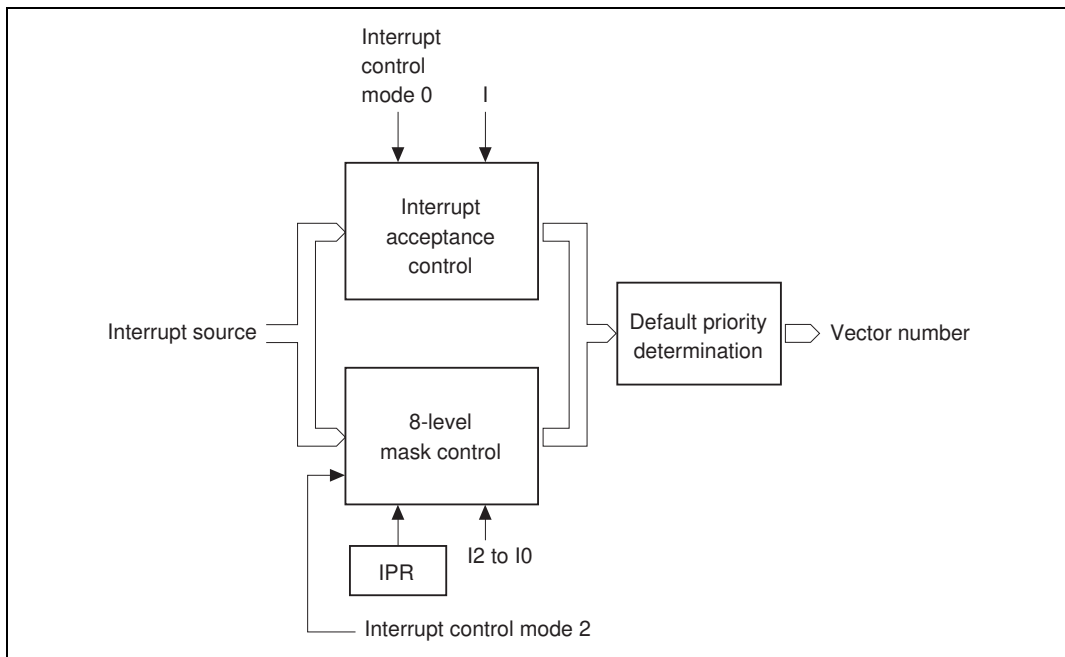 Interrupt
control
mode 0
I
Interrupt
acceptance
control
Interrupt source
Default priority
determination
Vector number
8-level
mask control
IPR
I2 to I0
Interrupt control mode 2